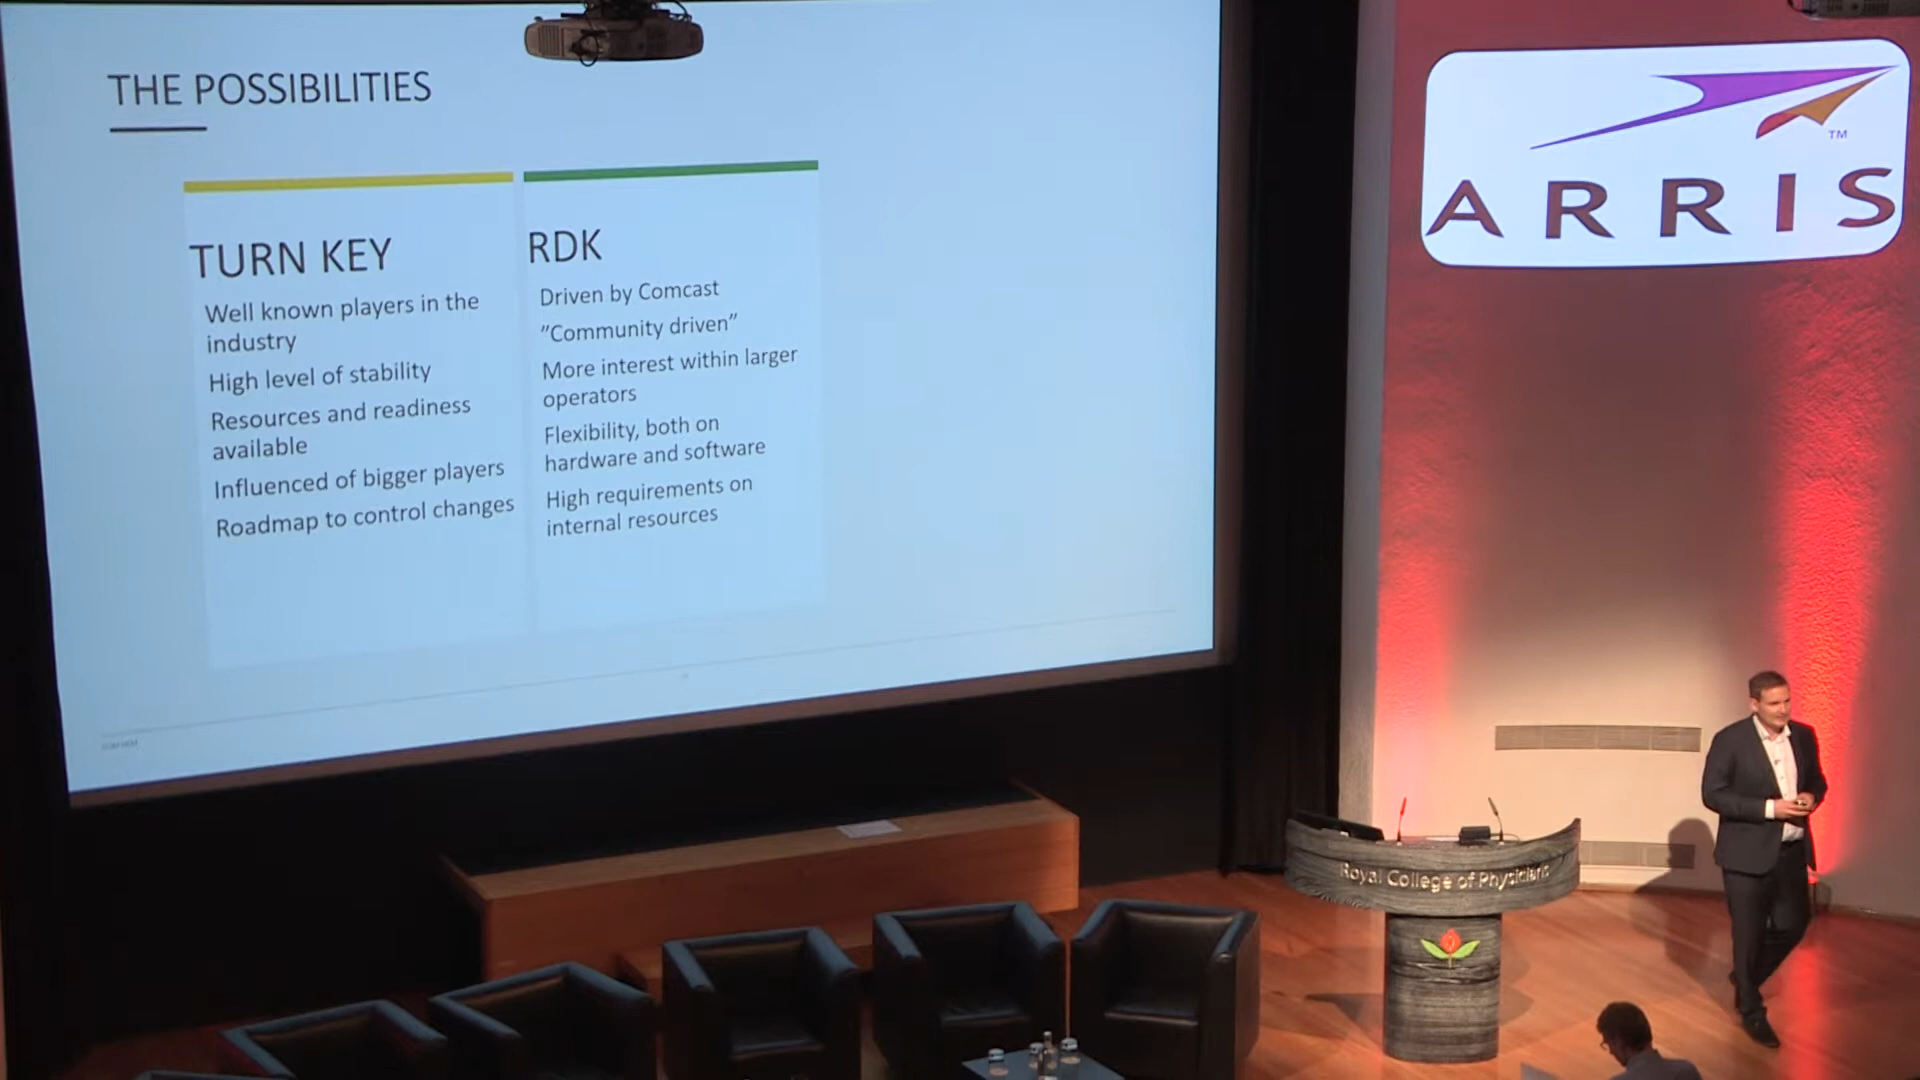 THE POSSIBILITIES
TURN KEY
Well known players in the
industry
High level of stability
Resources and readiness
available
Influenced of bigger players
Roadmap to control changes
RDK
Driven by Comcast
”Community driven”
More interest within larger
operators
Flexibility, both on
hardware and software
High requirements on
internal resources
TM
ARRIS
Royal College of Physicians